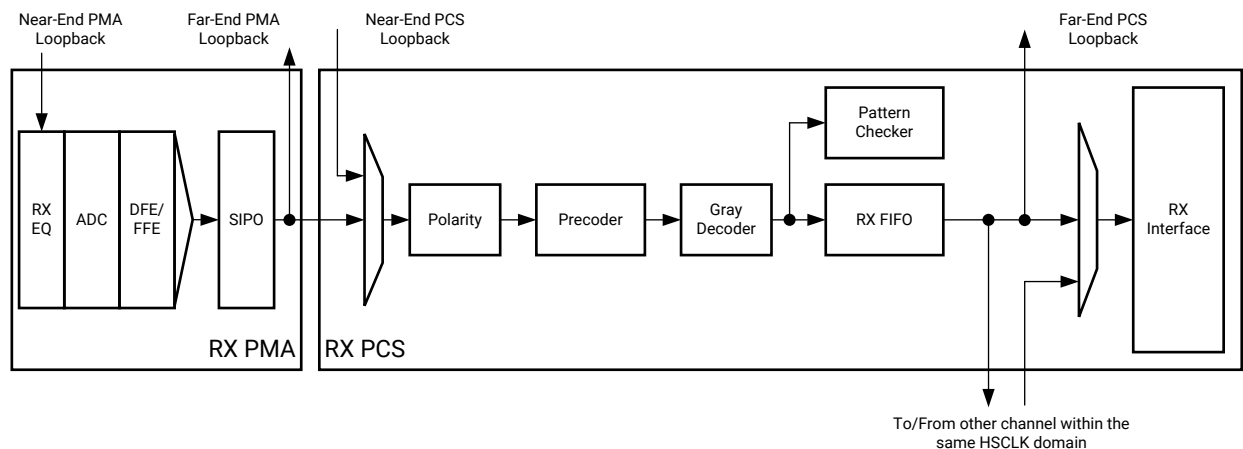 Near-End PMA
Loopback
Far-End PMA
Loopback
Near-End PCS
Loopback
Far-End PCS
Loopback
RX
EQ
ADC
DFE/
FFE
SIPO
Polarity
Precoder
Gray
Decoder
Pattern
Checker
RX FIFO
RX
Interface
RX PMA
RX PCS
To/From other channel within the
same HSCLK domain